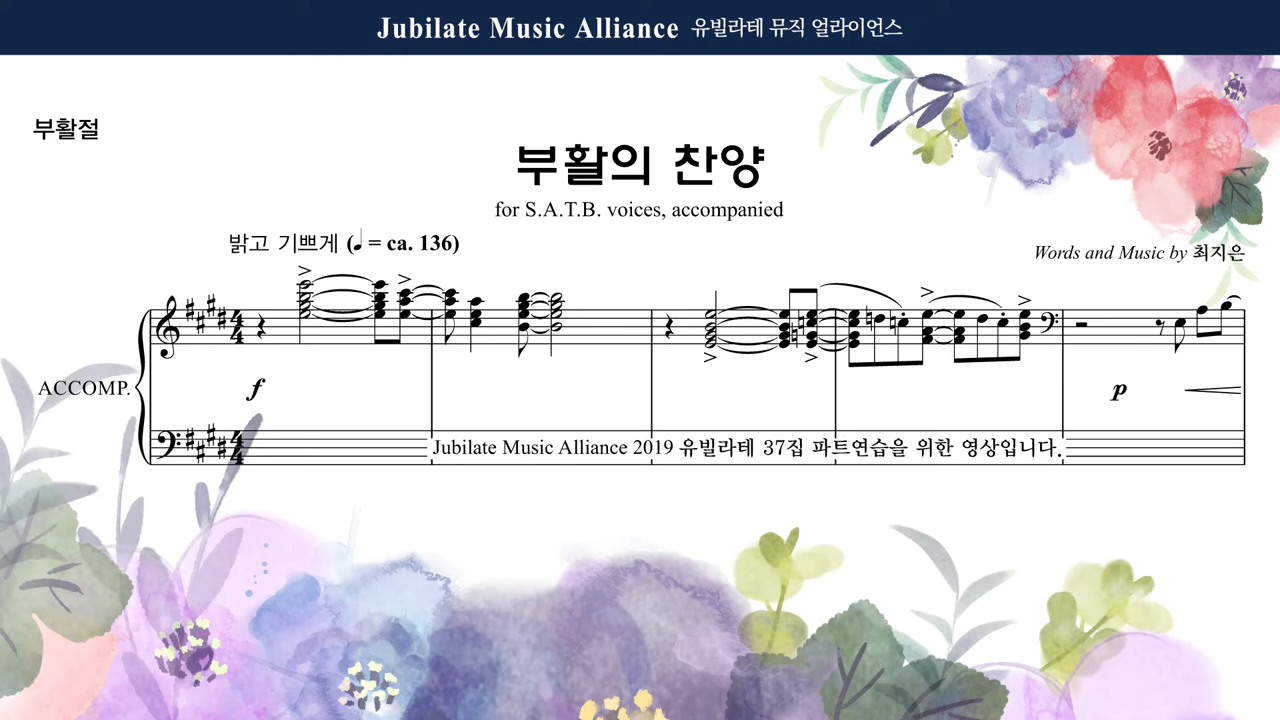 Jubilate Music Alliance 유빌라테 뮤직 얼라이언스
부활절
부활의 찬양
for S.A.T.B. voices, accompanied
밝고 기쁘게 (♩ = ca. 136)
Words and Music by 최지은
ACCOMP.
f
p
Jubilate Music Alliance 2019 유빌라테 37집 파트연습을 위한 영상입니다.